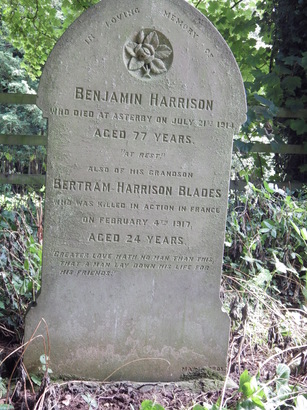 IN LOVING MEMORY OF
BENJAMIN HARRISON
WHO DIED AT ASTERBY ON JULY 21ST 1914
AGED 77 YEARS.
"AT REST"
ALSO OF HIS GRANDSON
BERTRAM HARRISON BLADES
WHO WAS KILLED IN ACTION IN FRANCE
ON FEBRUARY 4TH 1917,
AGED 24 YEARS.
GREATER LOVE HATH NO MAN THAN THIS,
THAT A MAN LAY DOWN HIS LIFE FOR
HIS FRIENDS."